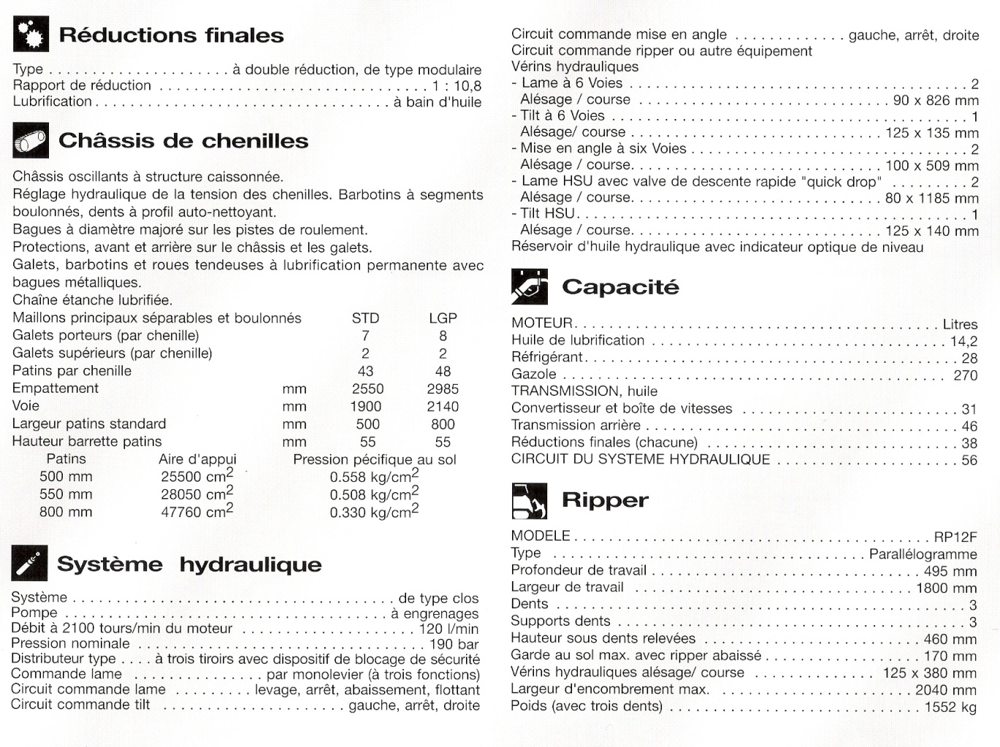 Réductions finales
Type . . . . . . . . . . . . . . . . . . . . . à double réduction, de type modulaire
Rapport de réduction . . . . . . . . . . . . . . . . . . . . . . . . . . . . . . . 1 : 10,8
Lubrification . . . . . . . . . . . . . . . . . . . . . . . . . . . . . . . . . . à bain d'huile
Châssis de chenilles
Châssis oscillants à structure caissonnée.
Réglage hydraulique de la tension des chenilles. Barbotins à segments
boulonnés, dents à profil auto-nettoyant.
Bagues à diamètre majoré sur les pistes de roulement.
Protections, avant et arrière sur le châssis et les galets.
Galets, barbotins et roues tendeuses à lubrification permanente avec
bagues métalliques.
Chaîne étanche lubrifiée.
Maillons principaux séparables et boulonnés STD LGP
Galets porteurs (par chenille) 7 8
Galets supérieurs (par chenille) 2 2
Patins par chenille 43 48
Empattement mm 2550 2985
Voie mm 1900 2140
Largeur patins standard mm 500 800
Hauteur barrette patins mm 55 55
Patins Aire d'appui Pression pécifique au sol
500 mm 25500 cm2 0.558 kg/cm2
550 mm 28050 cm2 0.508 kg/cm2
800 mm 47760 cm2 0.330 kg/cm2
Système hydraulique
Système . . . . . . . . . . . . . . . . . . . . . . . . . . . . . . . . . . . . . de type clos
Pompe . . . . . . . . . . . . . . . . . . . . . . . . . . . . . . . . . . . . . à engrenages
Débit à 2100 tours/min du moteur . . . . . . . . . . . . . . . . . . . . 120 l/min
Pression nominale . . . . . . . . . . . . . . . . . . . . . . . . . . . . . . . . . 190 bar
Distributeur type . . . . à trois tiroirs avec dispositif de blocage de sécurité
Commande lame . . . . . . . . . . . . . . . par monolevier (à trois fonctions)
Circuit commande lame . . . . . . . . . levage, arrêt, abaissement, flottant
Circuit commande tilt . . . . . . . . . . . . . . . . . . . . . gauche, arrêt, droite
Circuit commande mise en angle . . . . . . . . . . . . . gauche, arrêt, droite
Circuit commande ripper ou autre équipement
Vérins hydrauliques
- Lame à 6 Voies . . . . . . . . . . . . . . . . . . . . . . . . . . . . . . . . . . . . . . . . . 2
Alésage / course . . . . . . . . . . . . . . . . . . . . . . . . . . . . . 90 x 826 mm
- Tilt à 6 Voies . . . . . . . . . . . . . . . . . . . . . . . . . . . . . . . . . . . . . . . . . . . 1
Alésage/ course . . . . . . . . . . . . . . . . . . . . . . . . . . . . . 125 x 135 mm
- Mise en angle à six Voies . . . . . . . . . . . . . . . . . . . . . . . . . . . . . . . . 2
Alésage / course. . . . . . . . . . . . . . . . . . . . . . . . . . . . . 100 x 509 mm
- Lame HSU avec valve de descente rapide "quick drop" . . . . . . . . . 2
Alésage / course. . . . . . . . . . . . . . . . . . . . . . . . . . . . . 80 x 1185 mm
- Tilt HSU. . . . . . . . . . . . . . . . . . . . . . . . . . . . . . . . . . . . . . . . . . . . . . 1
Alésage / course. . . . . . . . . . . . . . . . . . . . . . . . . . . . . 125 x 140 mm
Réservoir d'huile hydraulique avec indicateur optique de niveau
Capacité
MOTEUR. . . . . . . . . . . . . . . . . . . . . . . . . . . . . . . . . . . . . . . . . . Litres
Huile de lubrification . . . . . . . . . . . . . . . . . . . . . . . . . . . . . . . . . . 14,2
Réfrigérant. . . . . . . . . . . . . . . . . . . . . . . . . . . . . . . . . . . . . . . . . . . 28
Gazole . . . . . . . . . . . . . . . . . . . . . . . . . . . . . . . . . . . . . . . . . . . . 270
TRANSMISSION, huile
Convertisseur et boîte de vitesses . . . . . . . . . . . . . . . . . . . . . . . . . 31
Transmission arrière . . . . . . . . . . . . . . . . . . . . . . . . . . . . . . . . . . . . 46
Réductions finales (chacune) . . . . . . . . . . . . . . . . . . . . . . . . . . . . . 38
CIRCUIT DU SYSTEME HYDRAULIQUE . . . . . . . . . . . . . . . . . . . . . 56
Ripper
MODELE . . . . . . . . . . . . . . . . . . . . . . . . . . . . . . . . . . . . . . . . . RP12F
Type . . . . . . . . . . . . . . . . . . . . . . . . . . . . . . . . . . . . Parallélogramme
Profondeur de travail . . . . . . . . . . . . . . . . . . . . . . . . . . . . . . . 495 mm
Largeur de travail . . . . . . . . . . . . . . . . . . . . . . . . . . . . . . . . 1800 mm
Dents . . . . . . . . . . . . . . . . . . . . . . . . . . . . . . . . . . . . . . . . . . . . . . . 3
Supports dents . . . . . . . . . . . . . . . . . . . . . . . . . . . . . . . . . . . . . . . . 3
Hauteur sous dents relevées . . . . . . . . . . . . . . . . . . . . . . . . . 460 mm
Garde au sol max. avec ripper abaissé . . . . . . . . . . . . . . . . . . 170 mm
Vérins hydrauliques alésage/ course . . . . . . . . . . . . . . 125 x 380 mm
Largeur d'encombrement max. . . . . . . . . . . . . . . . . . . . . . . 2040 mm
Poids (avec trois dents) . . . . . . . . . . . . . . . . . . . . . . . . . . . . . 1552 kg